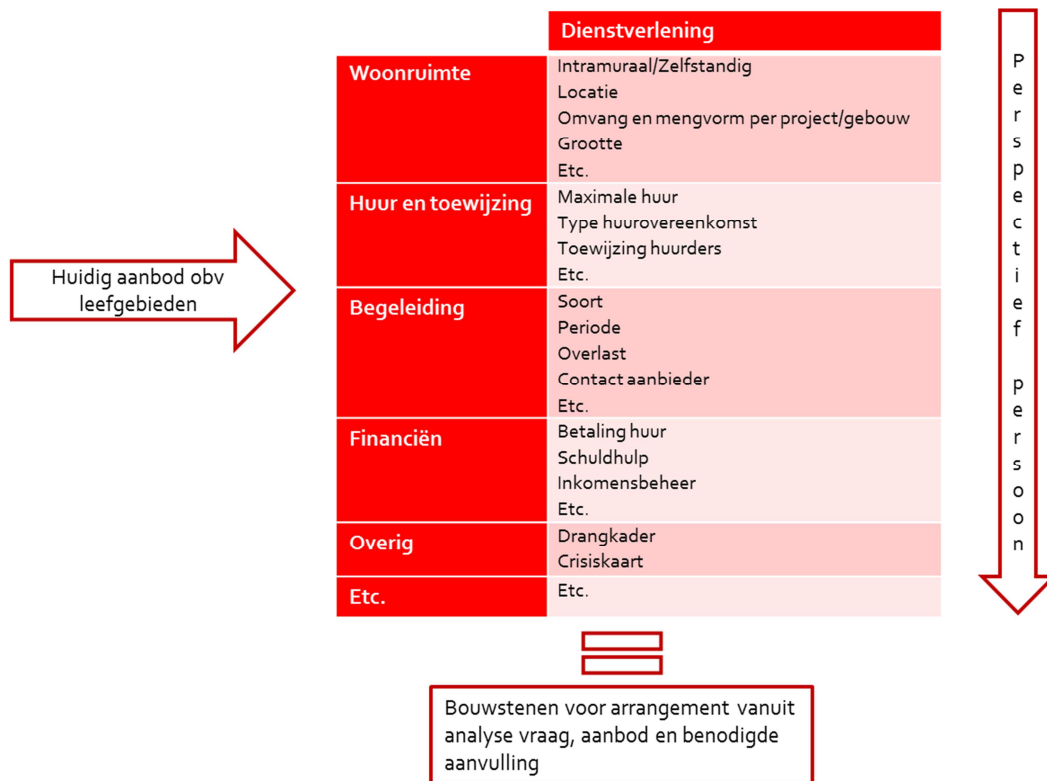 Dienstverlening
Woonruimte
Intramuraal/Zelfstandig
Locatie
Omvang en mengvorm per project/gebouw
Grootte
Etc.
Huur en toewijzing
Maximale huur
Type huurovereenkomst
Toewijzing huurders
Etc.
Begeleiding
Soort
Periode
Overlast
Contact aanbieder
Etc.
Financiën
Betaling huur
Schuldhulp
Inkomensbeheer
Etc.
Overig
Drangkader
Crisiskaart
Etc.
Etc.
Huidig aanbod obv
leefgebieden
Perspectief persoon
Bouwstenen voor arrangement vanuit
analyse vraag, aanbod en benodigde
aanvulling